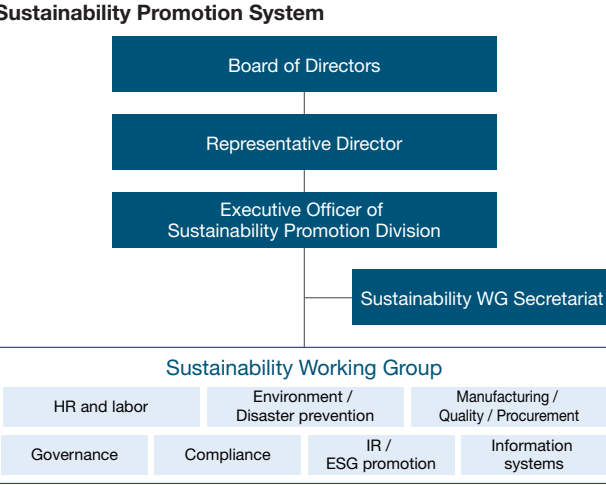 Sustainability Promotion System
Board of Directors
Representative Director
Executive Officer of
Sustainability Promotion Division
Sustainability WG Secretariat
Sustainability Working Group
HR and labor
Environment /
Disaster prevention
Manufacturing /
Quality / Procurement
Governance
Compliance
IR /
ESG promotion
Information
systems